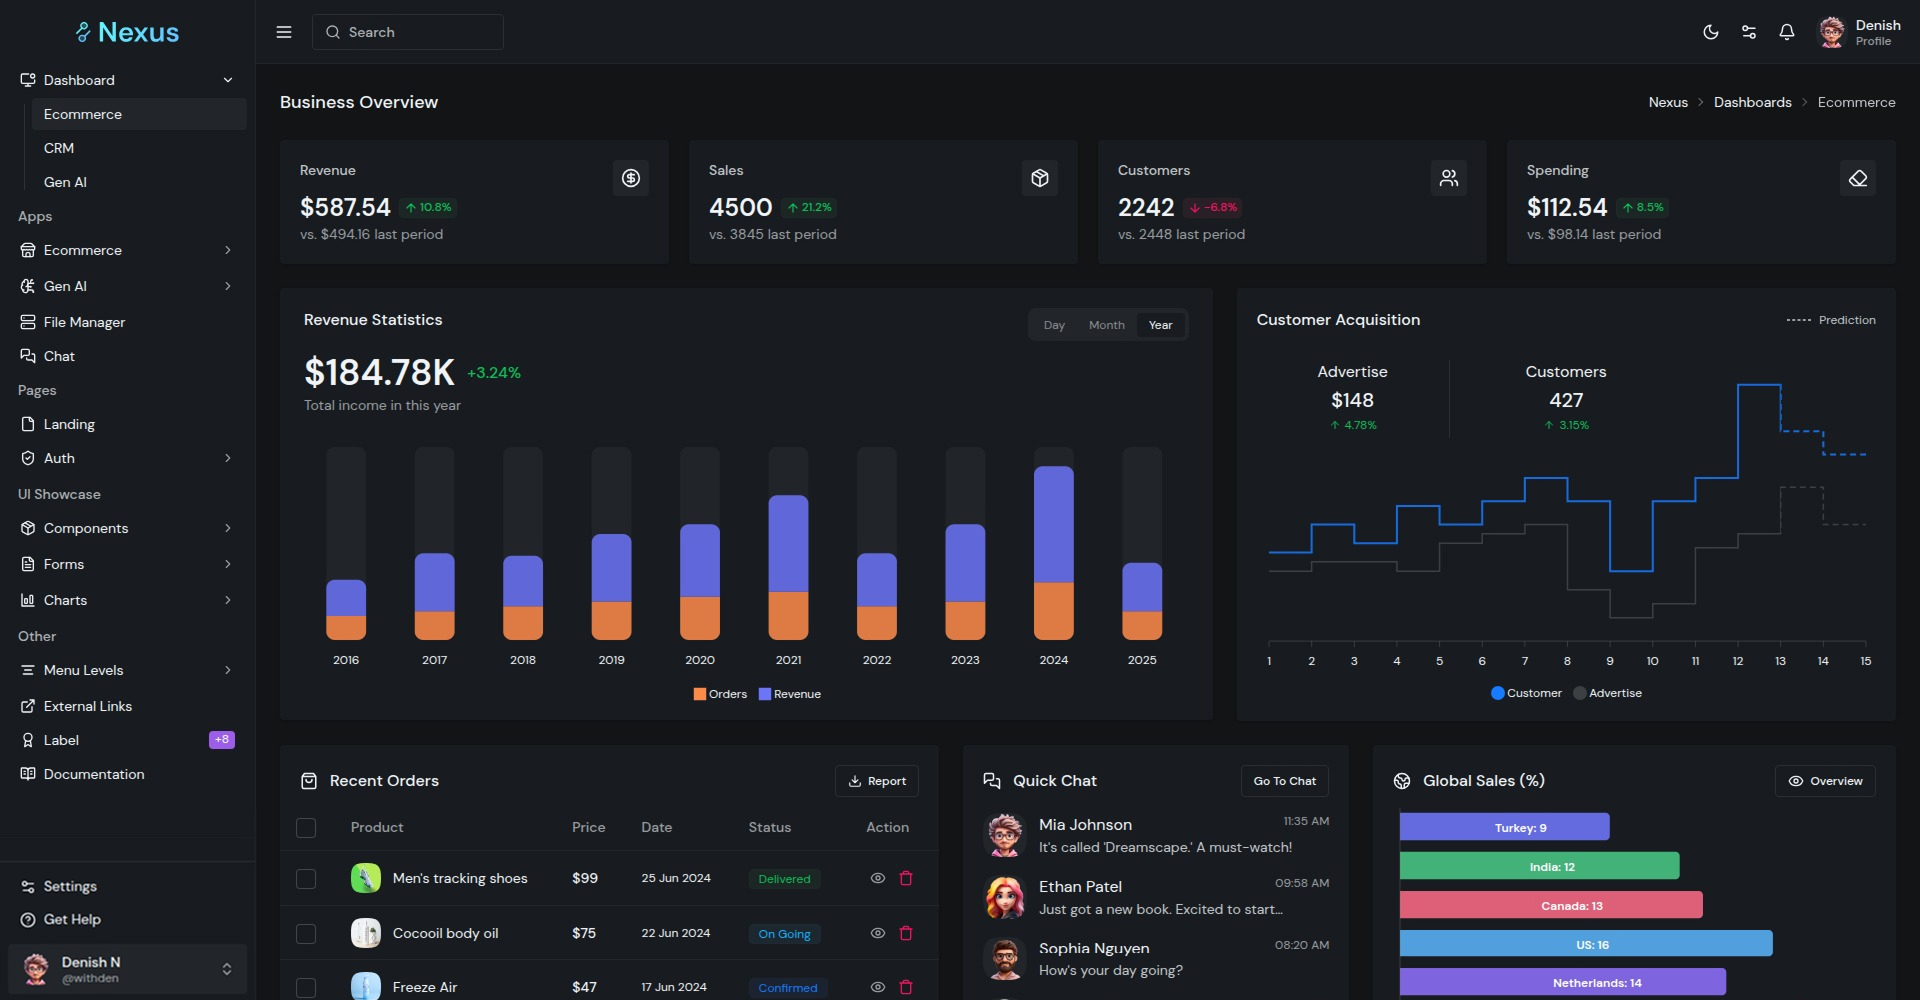 Nexus
Search
Denish
Profile
Dashboard
Ecommerce
CRM
Gen AI
Apps
Ecommerce
Gen AI
File Manager
Chat
Pages
Landing
Auth
UI Showcase
Components
Forms
Charts
Other
Menu Levels
External Links
Label
+8
Documentation
Settings
Get Help
Denish N
@withden
Business Overview
Nexus > Dashboards > Ecommerce
Revenue
$587.54 ↑ 10.8%
vs. $494.16 last period
Sales
4500 ↑ 21.2%
vs. 3845 last period
Customers
2242 ↓ -6.8%
vs. 2448 last period
Spending
$112.54 ↑ 8.5%
vs. $98.14 last period
Revenue Statistics
Day Month Year
$184.78K +3.24%
Total income in this year
2016 2017 2018 2019 2020 2021 2022 2023 2024 2025
Orders Revenue
Customer Acquisition
Prediction
Advertise
$148
↑ 4.78%
Customers
427
↑ 3.15%
1 2 3 4 5 6 7 8 9 10 11 12 13 14 15
Customer Advertise
Recent Orders
Report
Product Price Date Status Action
Men's tracking shoes $99 25 Jun 2024 Delivered
Cocooil body oil $75 22 Jun 2024 On Going
Freeze Air $47 17 Jun 2024 Confirmed
Quick Chat
Go To Chat
Mia Johnson 11:35 AM
It's called 'Dreamscape.' A must-watch!
Ethan Patel 09:58 AM
Just got a new book. Excited to start...
Sophia Nguyen 08:20 AM
How's your day going?
Global Sales (%)
Overview
Turkey: 9
India: 12
Canada: 13
US: 16
Netherlands: 14